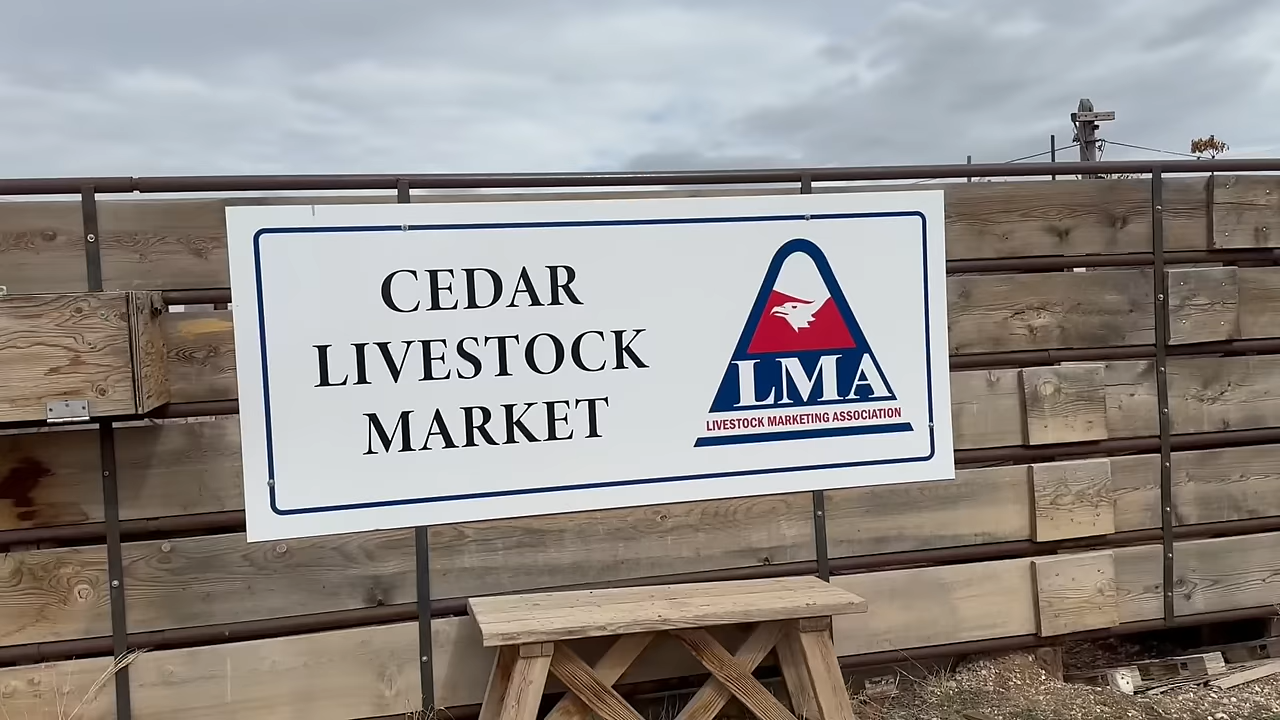 CEDAR
LIVESTOCK
MARKET
LMA
LIVESTOCK MARKETING ASSOCIATION